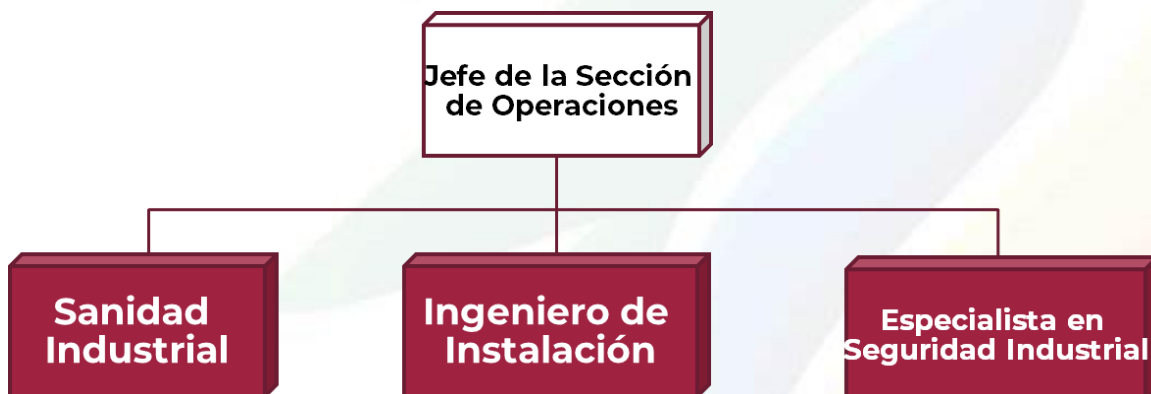 Jefe de la Sección
de Operaciones
Sanidad
Industrial
Ingeniero de
Instalación
Especialista en
Seguridad Industrial